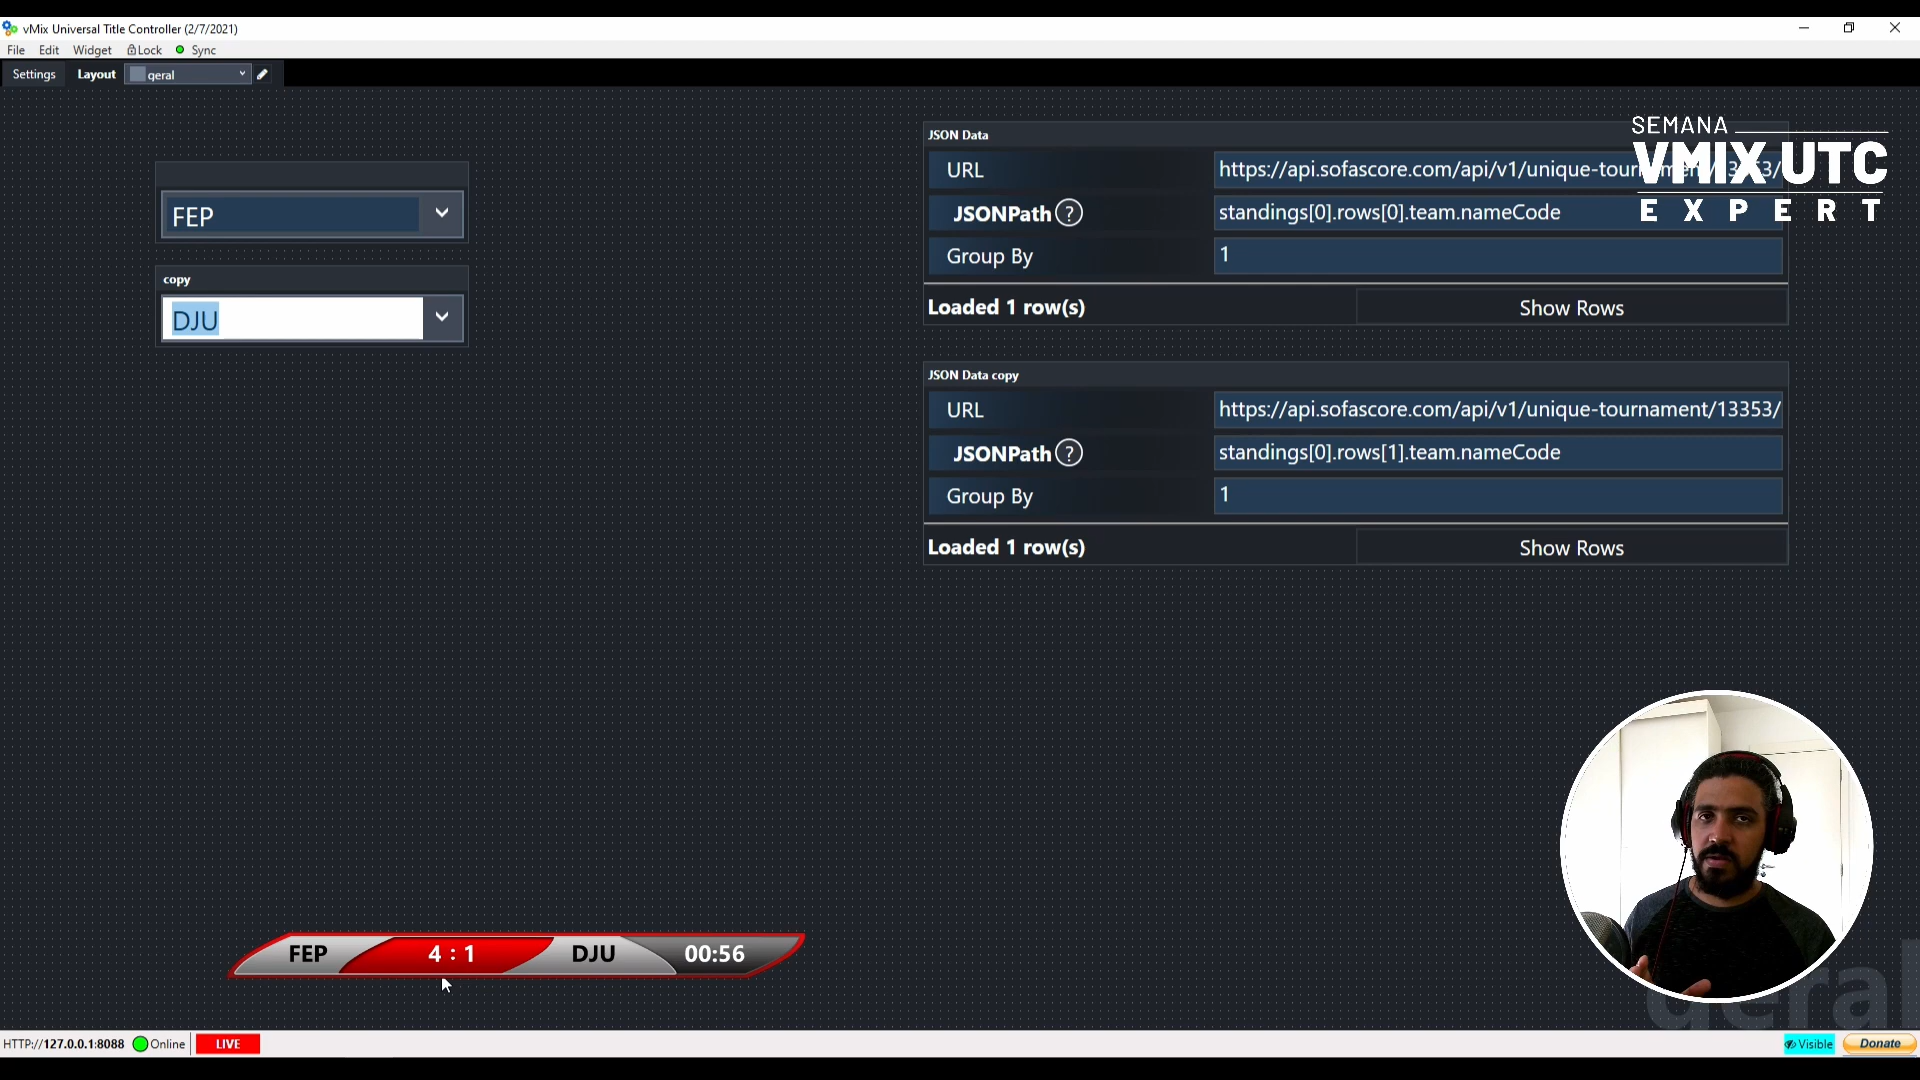 vMix Universal Title Controller (2/7/2021)
File Edit Widget Lock Sync
Settings Layout geral
FEP
copy
DJU
JSON Data
URL https://api.sofascore.com/api/v1/unique-tour
JSONPath ? standings[0].rows[0].team.nameCode
Group By 1
Loaded 1 row(s) Show Rows
JSON Data copy
URL https://api.sofascore.com/api/v1/unique-tournament/13353/
JSONPath ? standings[0].rows[1].team.nameCode
Group By 1
Loaded 1 row(s) Show Rows
SEMANA
VMIX UTC
EXPERT
FEP 4 : 1 DJU 00:56
geral
HTTP://127.0.0.1:8088 Online LIVE Visible Donate